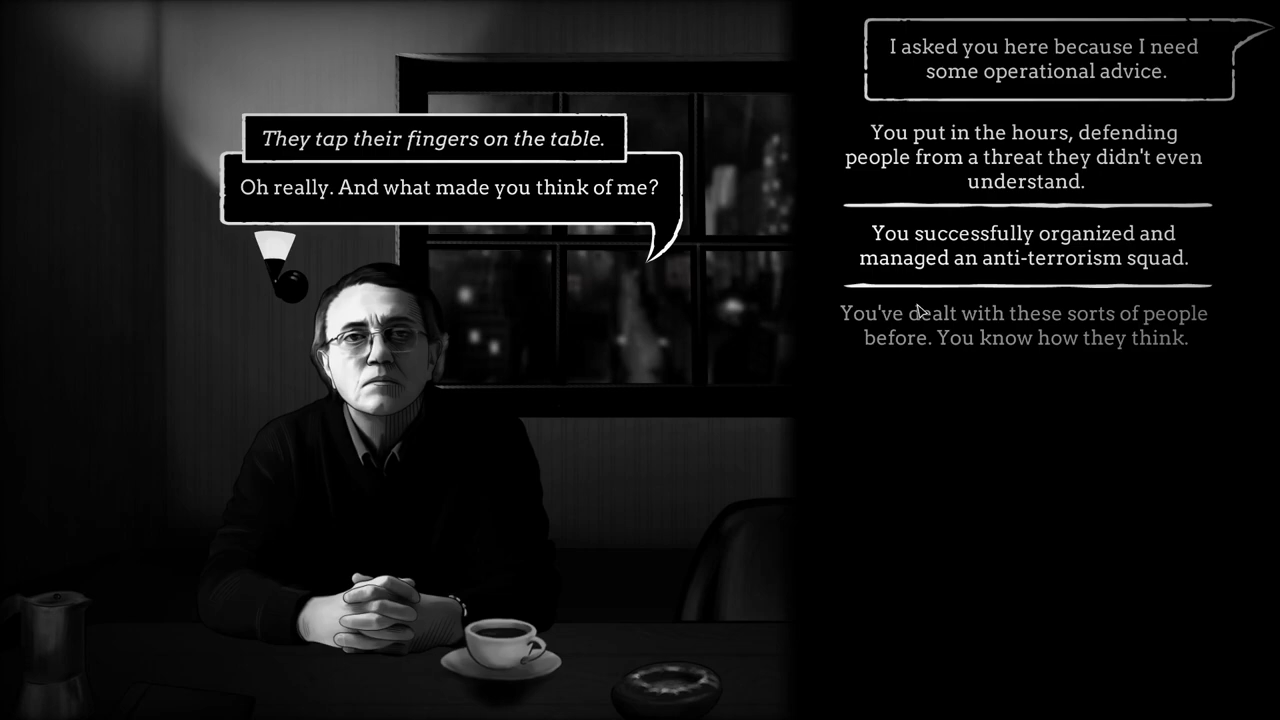 They tap their fingers on the table.
Oh really. And what made you think of me?
I asked you here because I need
some operational advice.
You put in the hours, defending
people from a threat they didn't even
understand.
You successfully organized and
managed an anti-terrorism squad.
You've dealt with these sorts of people
before. You know how they think.